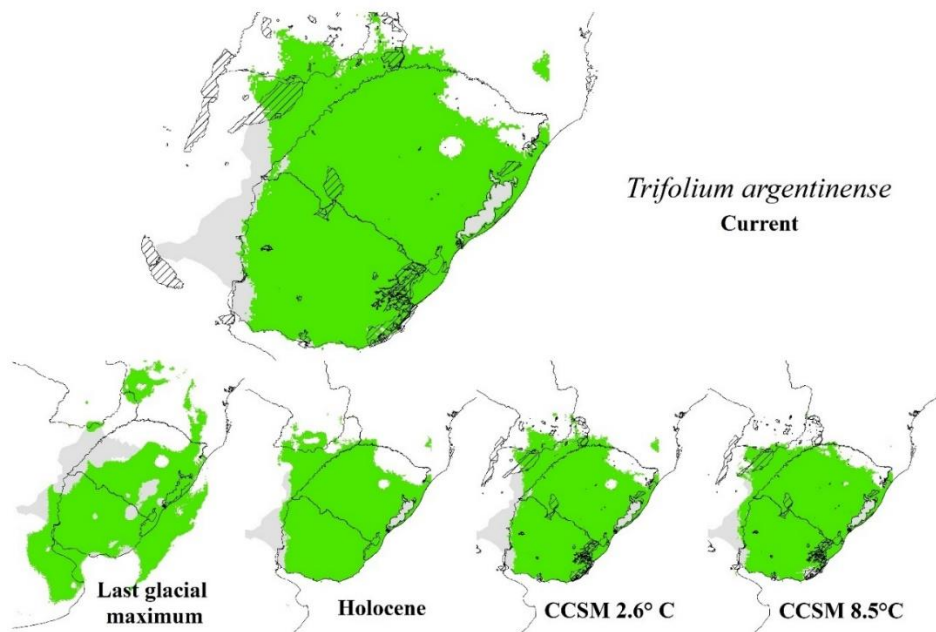 Trifolium argentinense
Current
Last glacial
maximum
Holocene
CCSM 2.6° C
CCSM 8.5°C